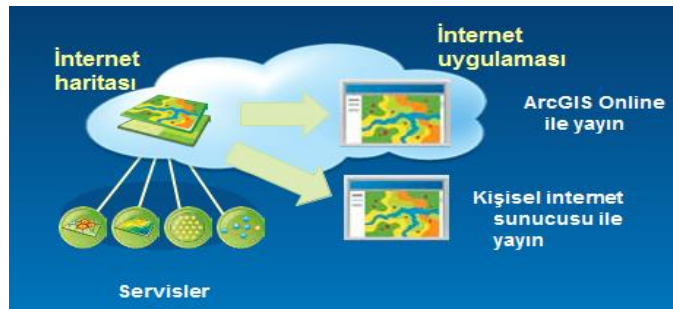 İnternet
haritası
İnternet
uygulaması
ArcGIS Online
ile yayın
Kişisel internet
sunucusu ile
yayın
Servisler